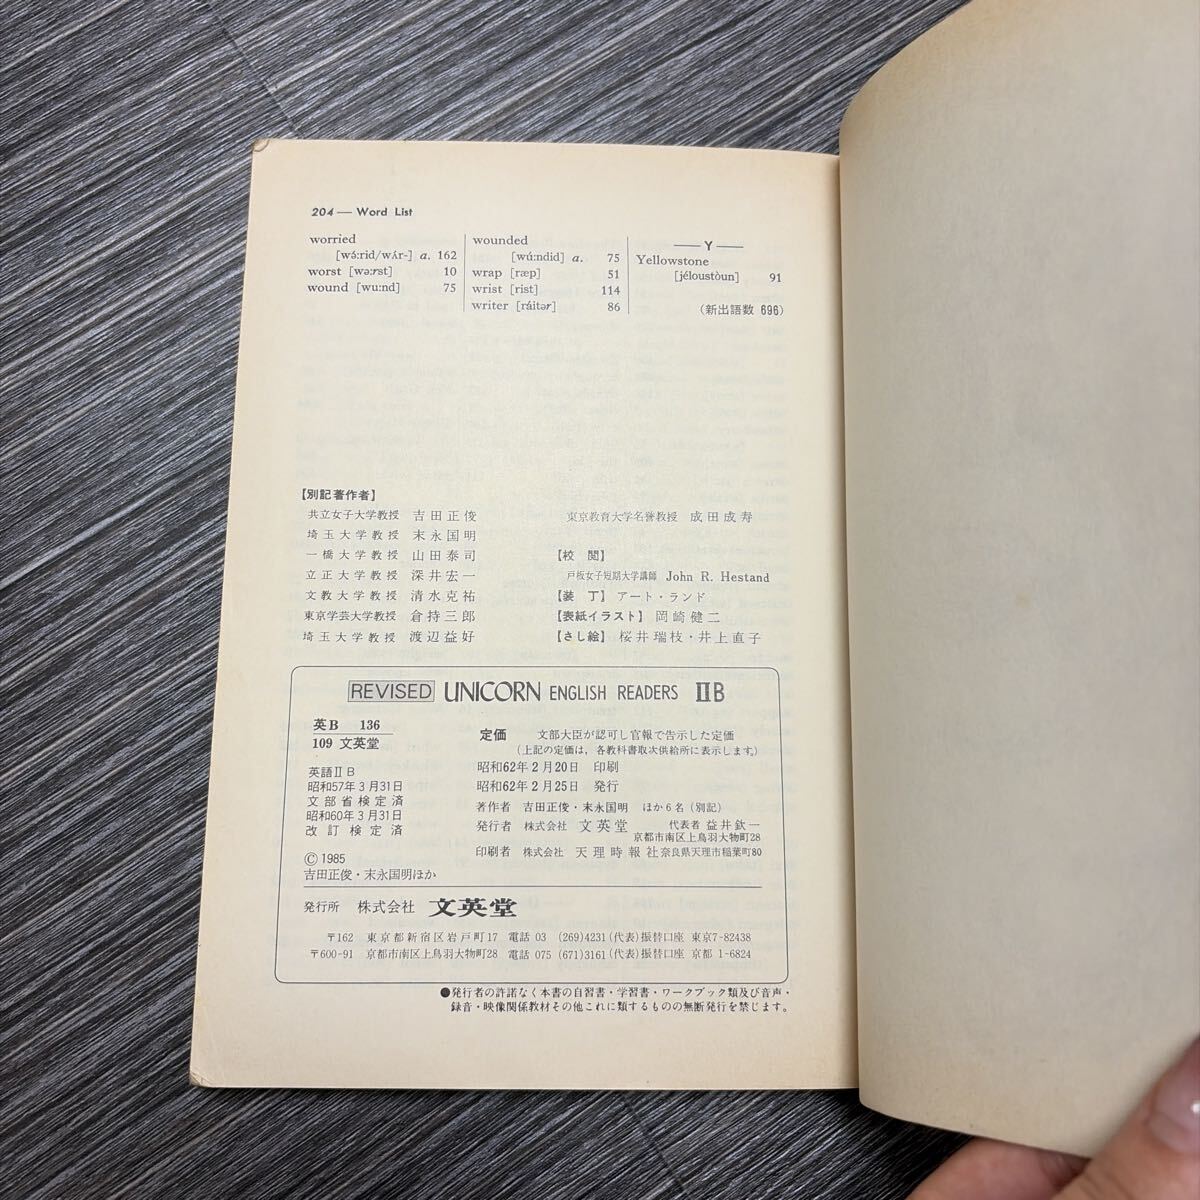 204 — Word List
worried
[wə́:rid/wʌ́r-] a. 162
worst [wə:rst] 10
wound [wu:nd] 75
wounded
[wú:ndid] a. 75
wrap [ræp] 51
wrist [rist] 114
writer [ráitər] 86
— Y —
Yellowstone
[jéloustòun] 91
(新出語数 696)
【別記著作者】
共立女子大学教授 吉田正俊
埼玉大学教授 末永国明
一橋大学教授 山田泰司
立正大学教授 深井宏一
文教大学教授 清水克祐
東京学芸大学教授 倉持三郎
埼玉大学教授 渡辺益好
東京教育大学名誉教授 成田成寿
【校閲】
戸板女子短期大学講師 John R. Hestand
【装丁】 アート・ランド
【表紙イラスト】 岡崎健二
【さし絵】 桜井瑞枝・井上直子
REVISED UNICORN ENGLISH READERS ⅡB
英B 136
109 文英堂
英語ⅡB
昭和57年3月31日
文部省検定済
昭和60年3月31日
改訂検定済
© 1985
吉田正俊・末永国明ほか
定価 文部大臣が認可し官報で告示した定価
(上記の定価は,各教科書取次供給所に表示します。)
昭和62年2月20日 印刷
昭和62年2月25日 発行
著作者 吉田正俊・末永国明 ほか6名(別記)
発行者 株式会社 文英堂 代表者 益井欽一
京都市南区上鳥羽大物町28
印刷者 株式会社 天理時報社 奈良県天理市稲葉町80
発行所 株式会社 文英堂
〒162 東京都新宿区岩戸町17 電話 03 (269)4231(代表)振替口座 東京7-82438
〒600-91 京都市南区上鳥羽大物町28 電話 075 (671)3161(代表)振替口座 京都 1-6824
●発行者の許諾なく本書の自習書・学習書・ワークブック類及び音声・
録音・映像関係教材その他これに類するものの無断発行を禁じます。